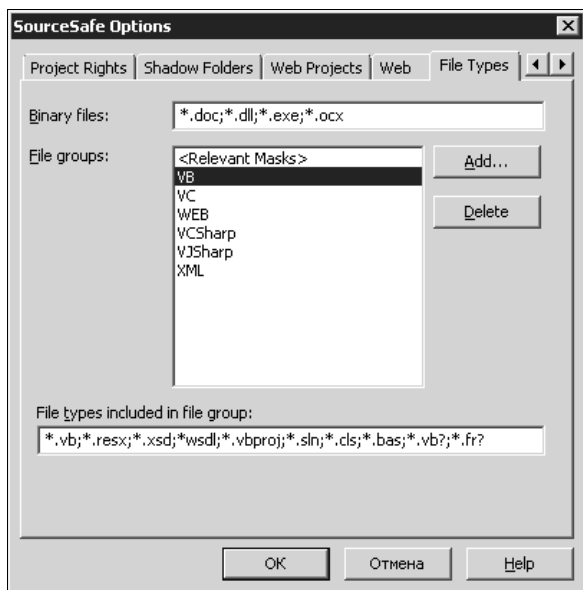 SourceSafe Options
Project Rights Shadow Folders Web Projects Web File Types
Binary files: *.doc;*.dll;*.exe;*.ocx
File groups: <Relevant Masks> Add...
VB
VC
WEB Delete
VCSharp
VJSharp
XML
File types included in file group:
*.vb;*.resx;*.xsd;*wsdl;*.vbproj;*.sln;*.cls;*.bas;*.vb?;*.fr?
OK Отмена Help